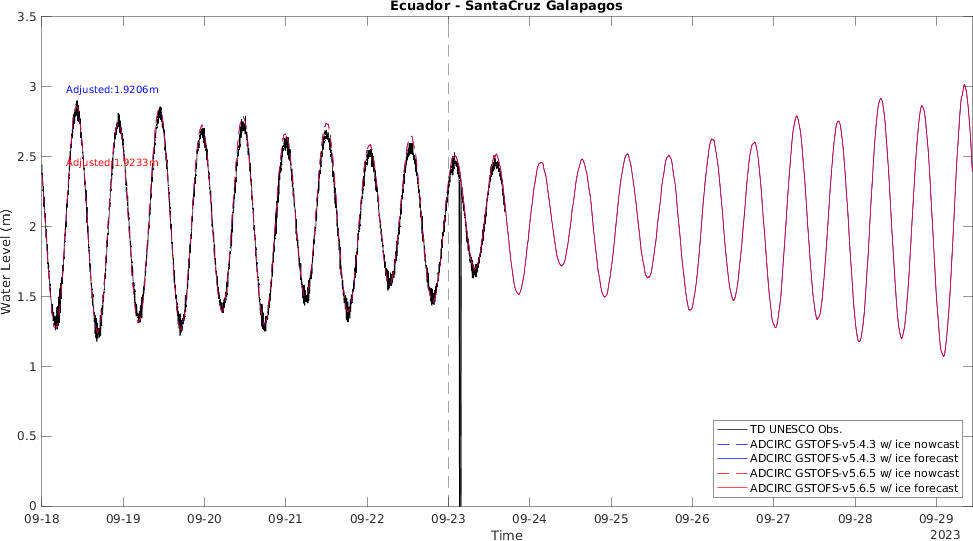 Ecuador - SantaCruz Galapagos
3.5
3
2.5
2
1.5
1
0.5
0
Water Level (m)
Adjusted:1.9206m
Adjusted:1.9233m
TD UNESCO Obs.
ADCIRC GSTOFS-v5.4.3 w/ ice nowcast
ADCIRC GSTOFS-v5.4.3 w/ ice forecast
ADCIRC GSTOFS-v5.6.5 w/ ice nowcast
ADCIRC GSTOFS-v5.6.5 w/ ice forecast
09-18 09-19 09-20 09-21 09-22 09-23 09-24 09-25 09-26 09-27 09-28 09-29
Time
2023